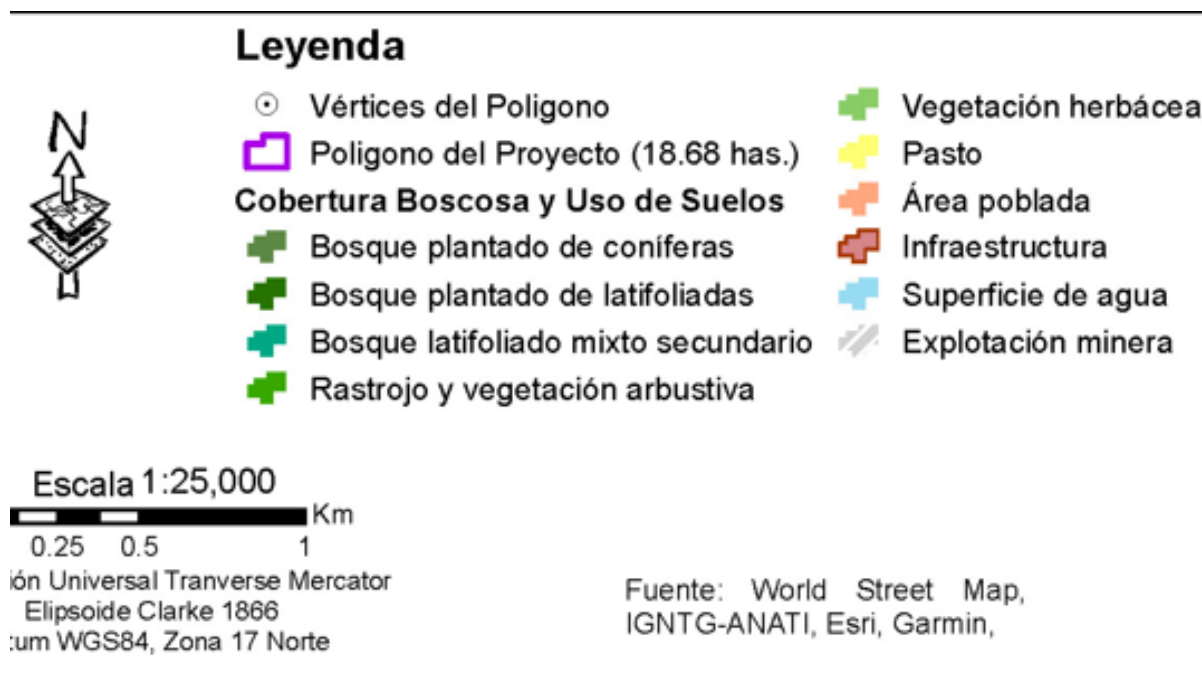 Leyenda
N
Vértices del Poligono
Poligono del Proyecto (18.68 has.)
Cobertura Boscosa y Uso de Suelos
Bosque plantado de coníferas
Bosque plantado de latifoliadas
Bosque latifoliado mixto secundario
Rastrojo y vegetación arbustiva
Vegetación herbácea
Pasto
Área poblada
Infraestructura
Superficie de agua
Explotación minera
Escala 1:25,000
Km
0.25 0.5 1
ión Universal Tranverse Mercator
Elipsoide Clarke 1866
tum WGS84, Zona 17 Norte
Fuente: World Street Map,
IGNTG-ANATI, Esri, Garmin,